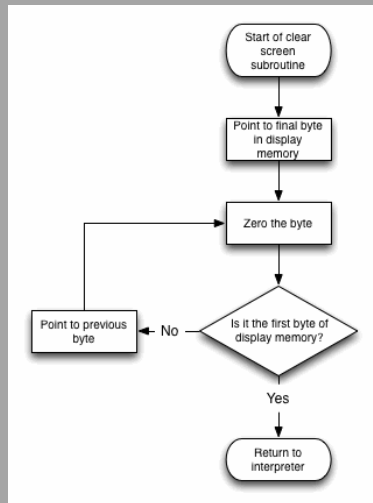 Start of clear
screen
subroutine
Point to final byte
in display
memory
Zero the byte
Is it the first byte of
display memory?
No
Point to previous
byte
Yes
Return to
interpreter